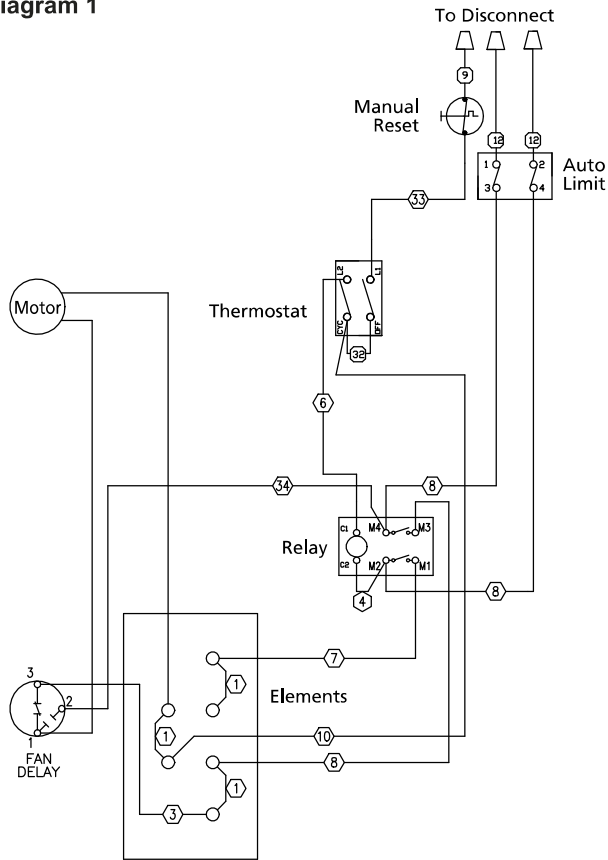 iagram 1
To Disconnect
9
Manual
Reset
12
12
1
2
3
4
Auto
Limit
33
L2
L1
CYC
OFF
32
Thermostat
Motor
6
34
8
C1
M4
M3
C2
M2
M1
Relay
4
8
7
1
Elements
3
2
1
1
FAN
DELAY
10
8
1
3